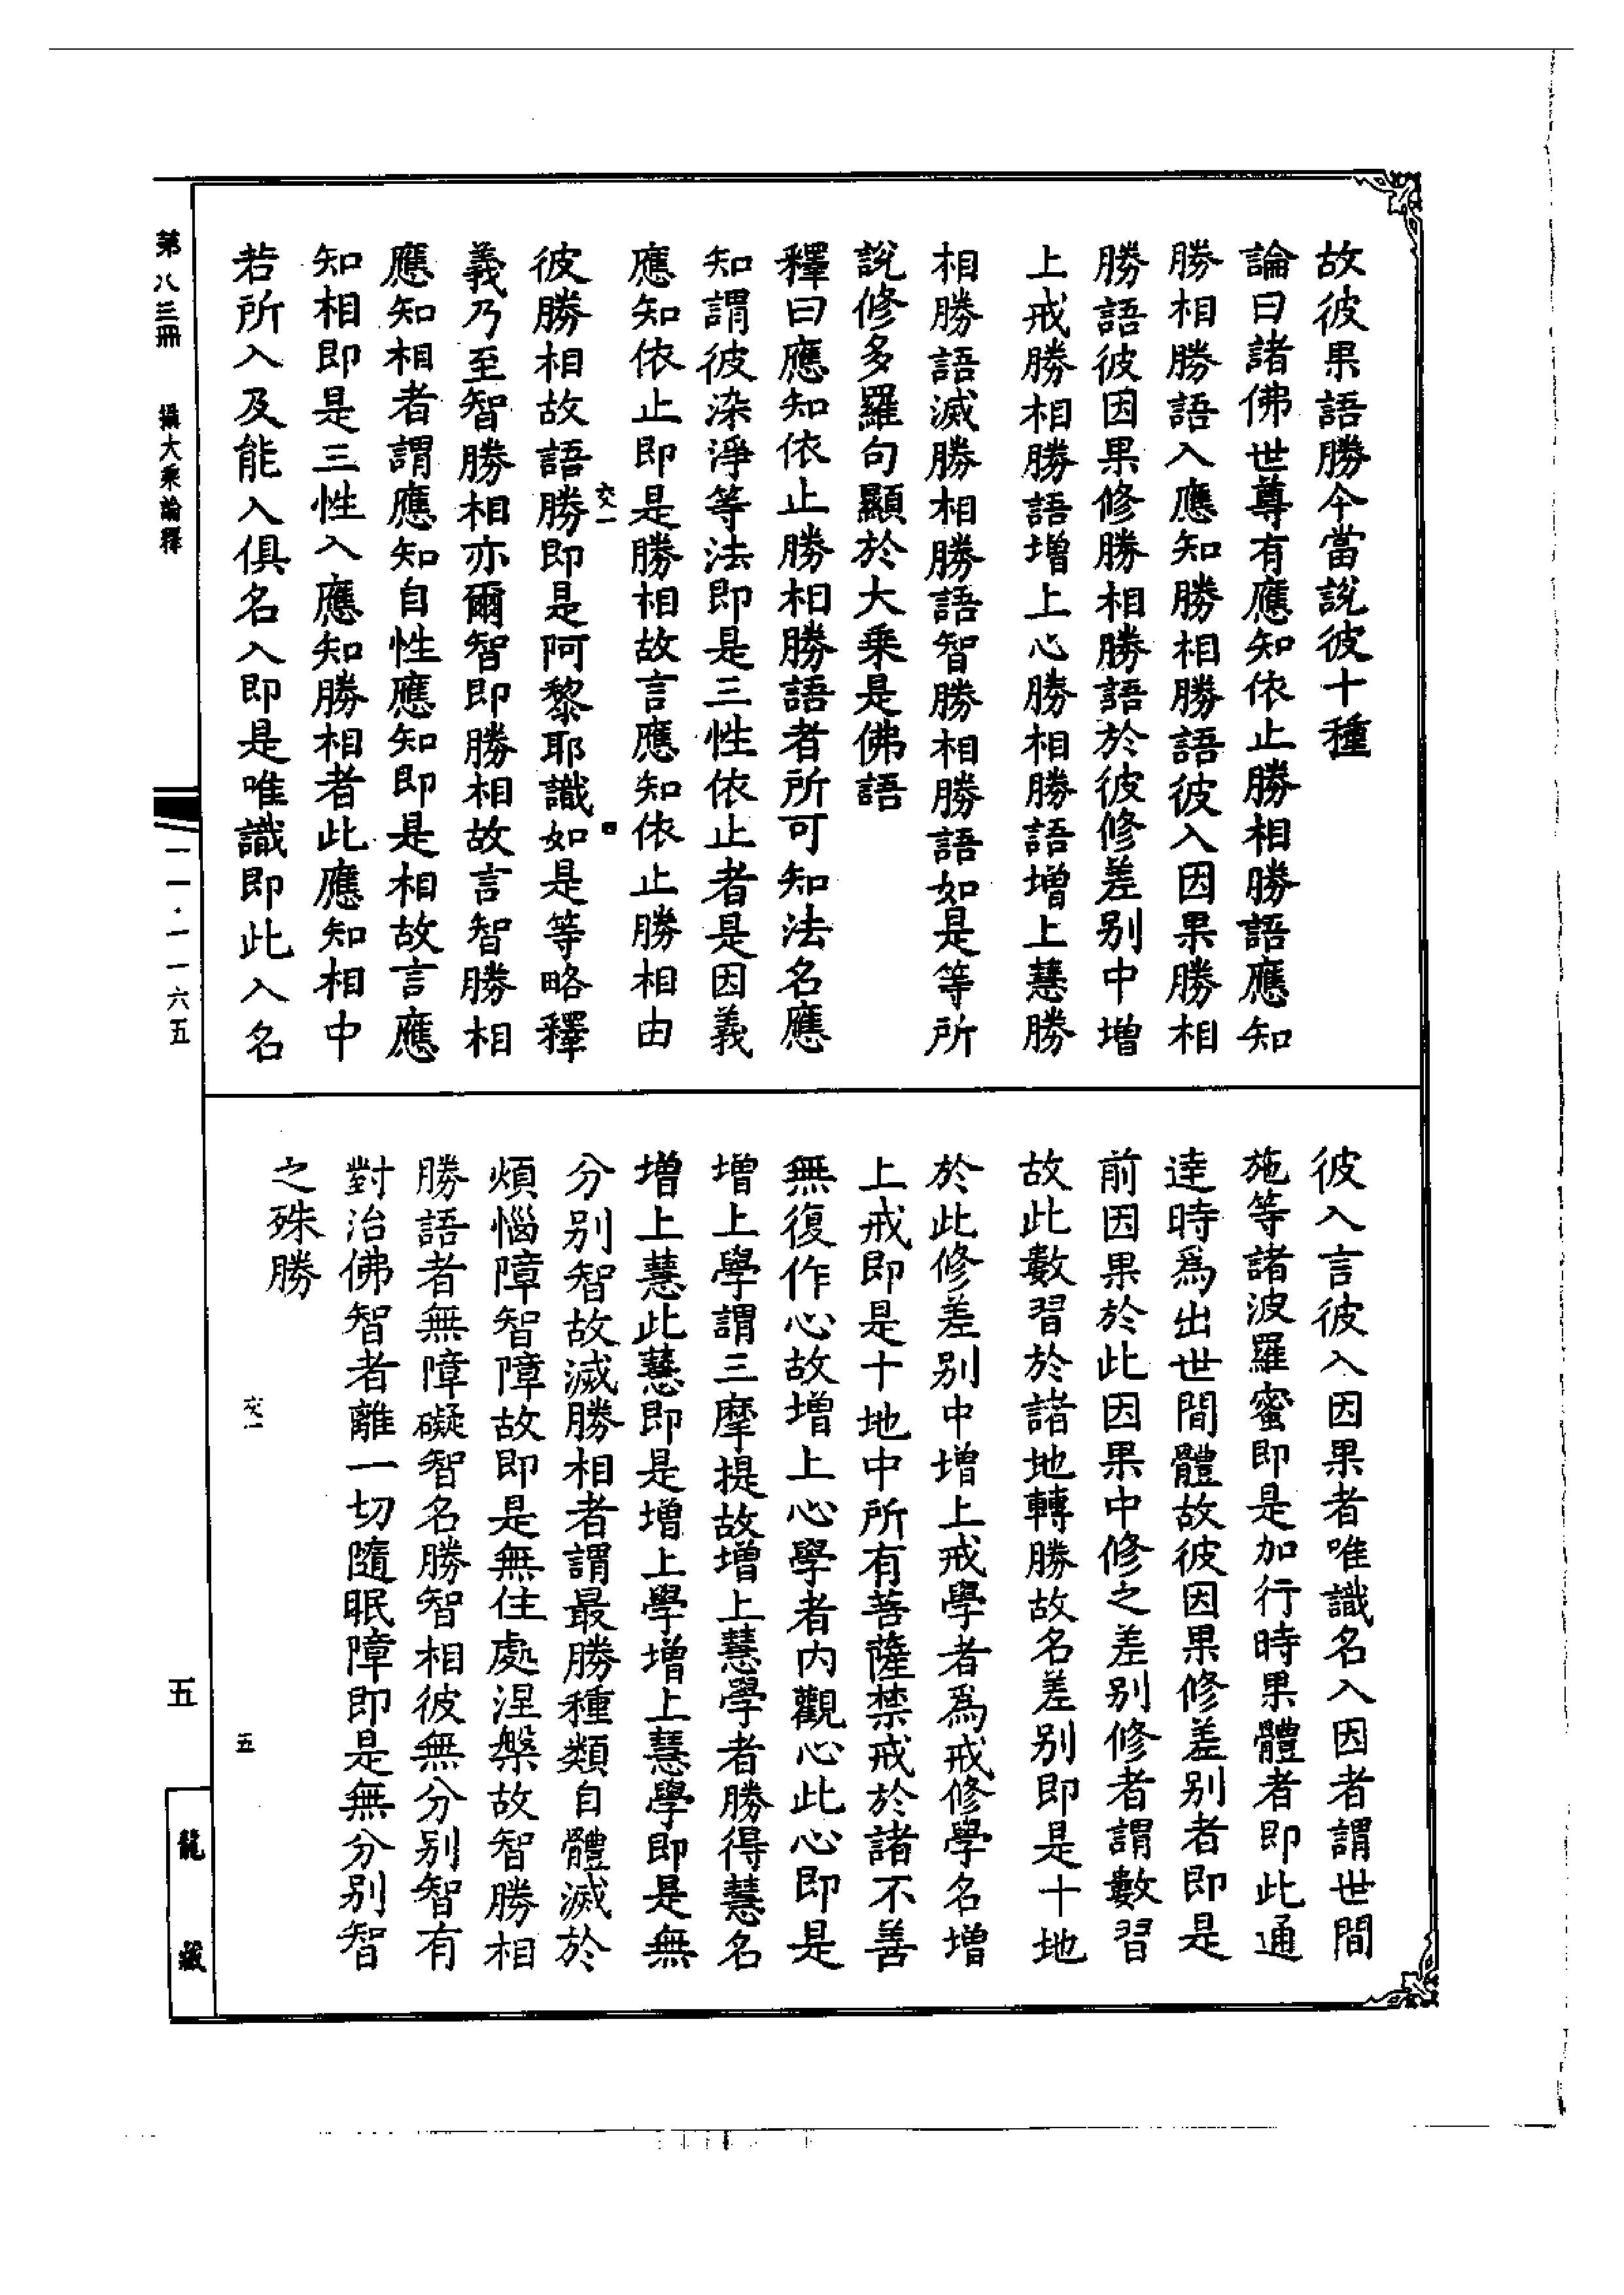 故彼果語勝今當說彼十種
論曰諸佛世尊有應知依止勝相勝語應知
勝相勝語入應知勝相勝語彼入因果勝相
勝語彼因果修勝相勝語於彼修差别中增
上戒勝相勝語增上心勝相勝語增上慧勝
相勝語滅勝相勝語智勝相勝語如是等所
說修多羅句顯於大乗是佛語
釋曰應知依止勝相勝語者所可知法名應
知謂彼染淨等法即是三性依止者是因義
應知依止即是勝相故言應知依止勝相由
交一
彼勝相故語勝即是阿黎耶識如是等略釋
義乃至智勝相亦爾智即勝相故言智勝相
應知相者謂應知自性應知即是相故言應
知相即是三性入應知勝相者此應知相中
若所入及能入俱名入即是唯識即此入名
彼入言彼入因果者唯識名入因者謂世間
施等諸波羅蜜即是加行時果體者即此通
達時爲出世間體故彼因果修差别者即是
前因果於此因果中修之差别修者謂數習
故此數習於諸地轉勝故名差别即是十地
於此修差别中增上戒學者爲戒修學名增
上戒即是十地中所有菩薩禁戒於諸不善
無復作心故增上心學者内觀心此心即是
增上學謂三摩提故增上慧學者勝得慧名
增上慧此慧即是增上學增上慧學即是無
分别智故滅勝相者謂最勝種類自體滅於
煩惱障智障故即是無住處涅槃故智勝相
勝語者無障礙智名勝智相彼無分别智有
對治佛智者離一切隨眠障即是無分别智
之殊勝
交一
五
第八三冊
攝大乘論釋
一一·一一六五
五
龍藏